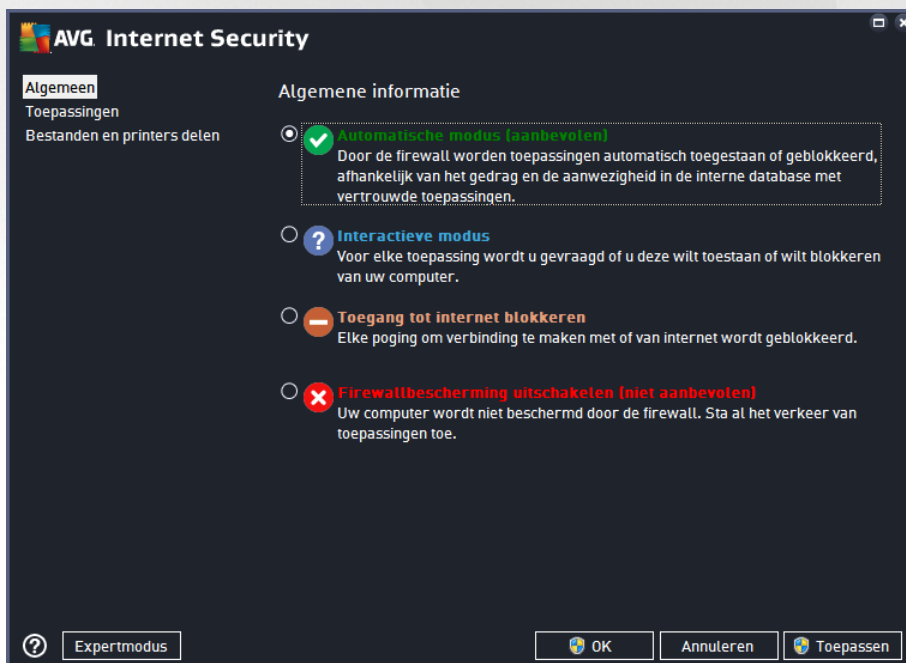 AVG. Internet Security
Algemeen
Toepassingen
Bestanden en printers delen
Algemene informatie
Automatische modus (aanbevolen)
Door de firewall worden toepassingen automatisch toegestaan of geblokkeerd,
afhankelijk van het gedrag en de aanwezigheid in de interne database met
vertrouwde toepassingen.
Interactieve modus
Voor elke toepassing wordt u gevraagd of u deze wilt toestaan of wilt blokkeren
van uw computer.
Toegang tot internet blokkeren
Elke poging om verbinding te maken met of van internet wordt geblokkeerd.
Firewallbescherming uitschakelen (niet aanbevolen)
Uw computer wordt niet beschermd door de firewall. Sta al het verkeer van
toepassingen toe.
Expertmodus
OK
Annuleren
Toepassen